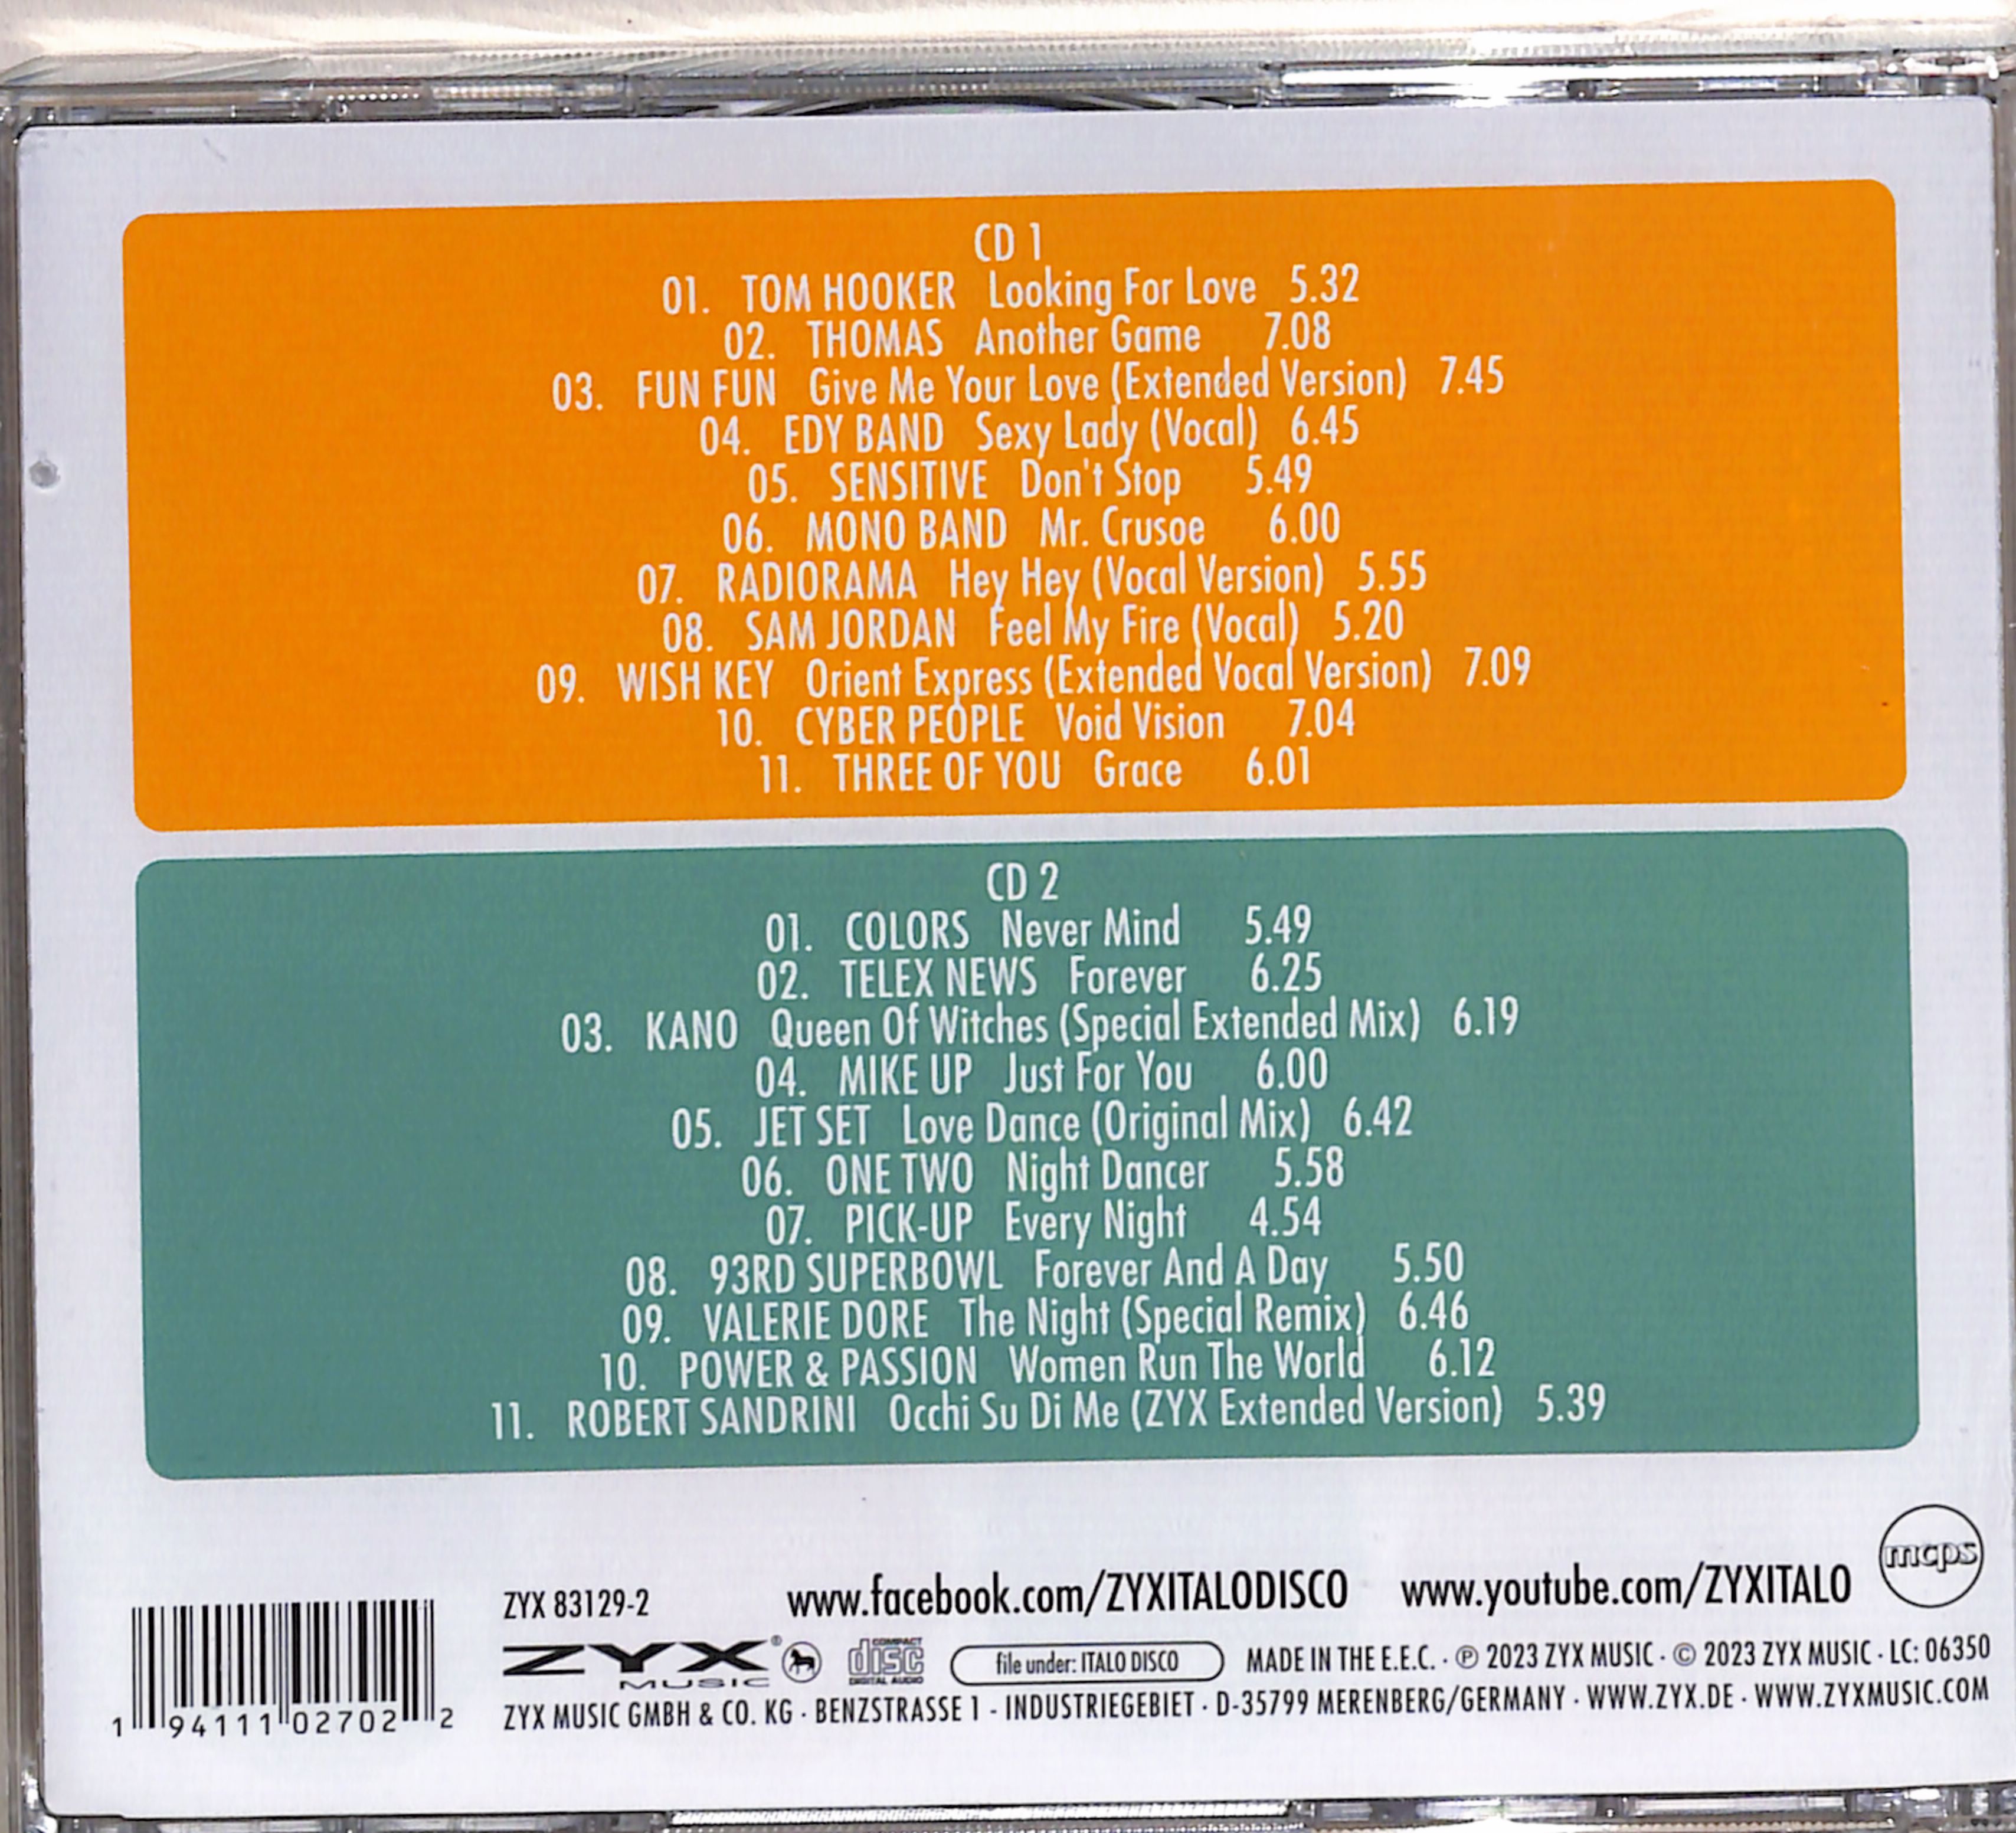 CD 1
01. TOM HOOKER Looking For Love 5.32
02. THOMAS Another Game 7.08
03. FUN FUN Give Me Your Love (Extended Version) 7.45
04. EDY BAND Sexy Lady (Vocal) 6.45
05. SENSITIVE Don't Stop 5.49
06. MONO BAND Mr. Crusoe 6.00
07. RADIORAMA Hey Hey (Vocal Version) 5.55
08. SAM JORDAN Feel My Fire (Vocal) 5.20
09. WISH KEY Orient Express (Extended Vocal Version) 7.09
10. CYBER PEOPLE Void Vision 7.04
11. THREE OF YOU Grace 6.01
CD 2
01. COLORS Never Mind 5.49
02. TELEX NEWS Forever 6.25
03. KANO Queen Of Witches (Special Extended Mix) 6.19
04. MIKE UP Just For You 6.00
05. JET SET Love Dance (Original Mix) 6.42
06. ONE TWO Night Dancer 5.58
07. PICK-UP Every Night 4.54
08. 93RD SUPERBOWL Forever And A Day 5.50
09. VALERIE DORE The Night (Special Remix) 6.46
10. POWER & PASSION Women Run The World 6.12
11. ROBERT SANDRINI Occhi Su Di Me (ZYX Extended Version) 5.39
mcps
ZYX 83129-2 www.facebook.com/ZYXITALODISCO www.youtube.com/ZYXITALO
ZYX® MUSIC COMPACT disc DIGITAL AUDIO file under: ITALO DISCO MADE IN THE E.E.C. · ℗ 2023 ZYX MUSIC · © 2023 ZYX MUSIC · LC: 06350
ZYX MUSIC GMBH & CO. KG · BENZSTRASSE 1 - INDUSTRIEGEBIET · D-35799 MERENBERG/GERMANY · WWW.ZYX.DE · WWW.ZYXMUSIC.COM
1 94111 02702 2